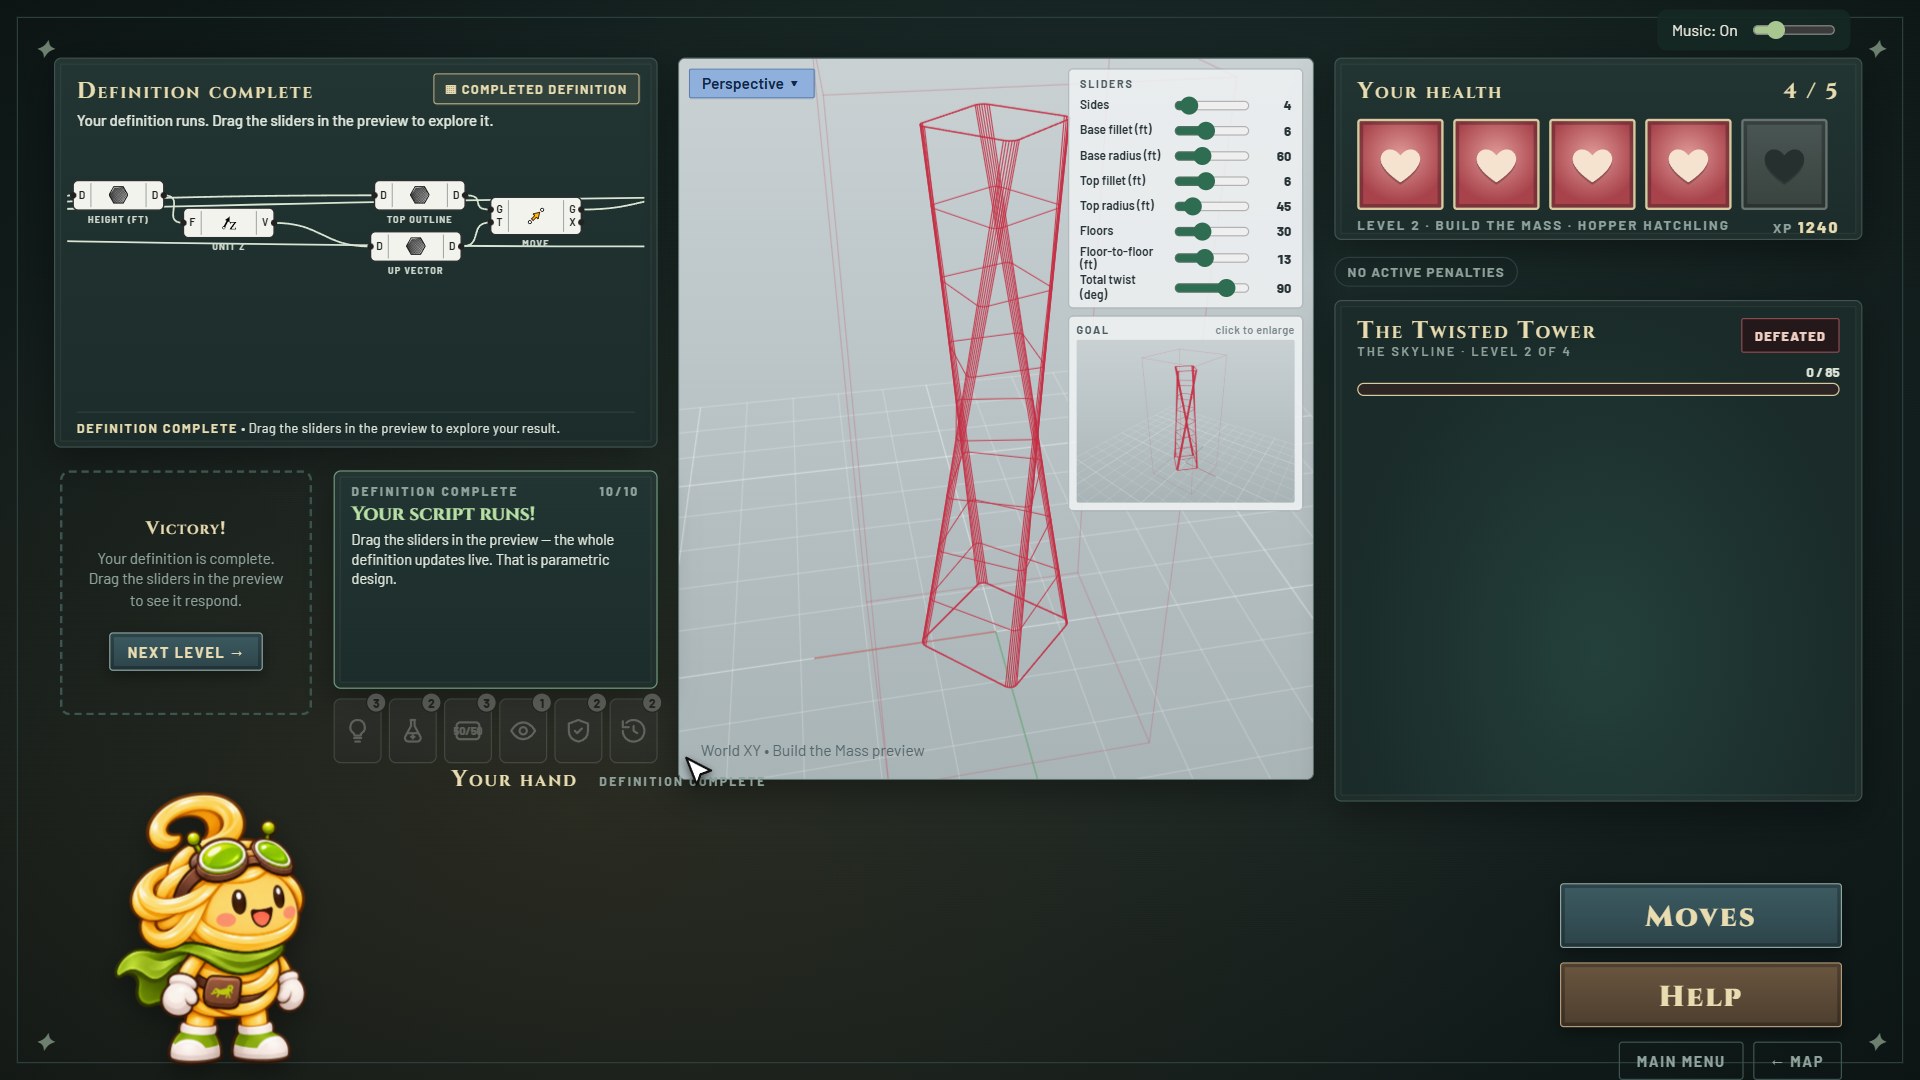 Music: On
Definition complete
COMPLETED DEFINITION
Your definition runs. Drag the sliders in the preview to explore it.
D D
HEIGHT (FT)
F V
UNIT Z
D D
TOP OUTLINE
D D
UP VECTOR
G G
T X
MOVE
DEFINITION COMPLETE • Drag the sliders in the preview to explore your result.
Victory!
Your definition is complete.
Drag the sliders in the preview
to see it respond.
NEXT LEVEL →
DEFINITION COMPLETE 10/10
Your script runs!
Drag the sliders in the preview — the whole
definition updates live. That is parametric
design.
3 2 3 1 2 2
50/50
Your hand DEFINITION COMPLETE
Perspective ▼
SLIDERS
Sides 4
Base fillet (ft) 6
Base radius (ft) 60
Top fillet (ft) 6
Top radius (ft) 45
Floors 30
Floor-to-floor
(ft) 13
Total twist
(deg) 90
GOAL click to enlarge
World XY • Build the Mass preview
Your health 4 / 5
LEVEL 2 · BUILD THE MASS · HOPPER HATCHLING XP 1240
NO ACTIVE PENALTIES
The Twisted Tower
THE SKYLINE · LEVEL 2 OF 4
DEFEATED
0 / 85
Moves
Help
MAIN MENU
← MAP